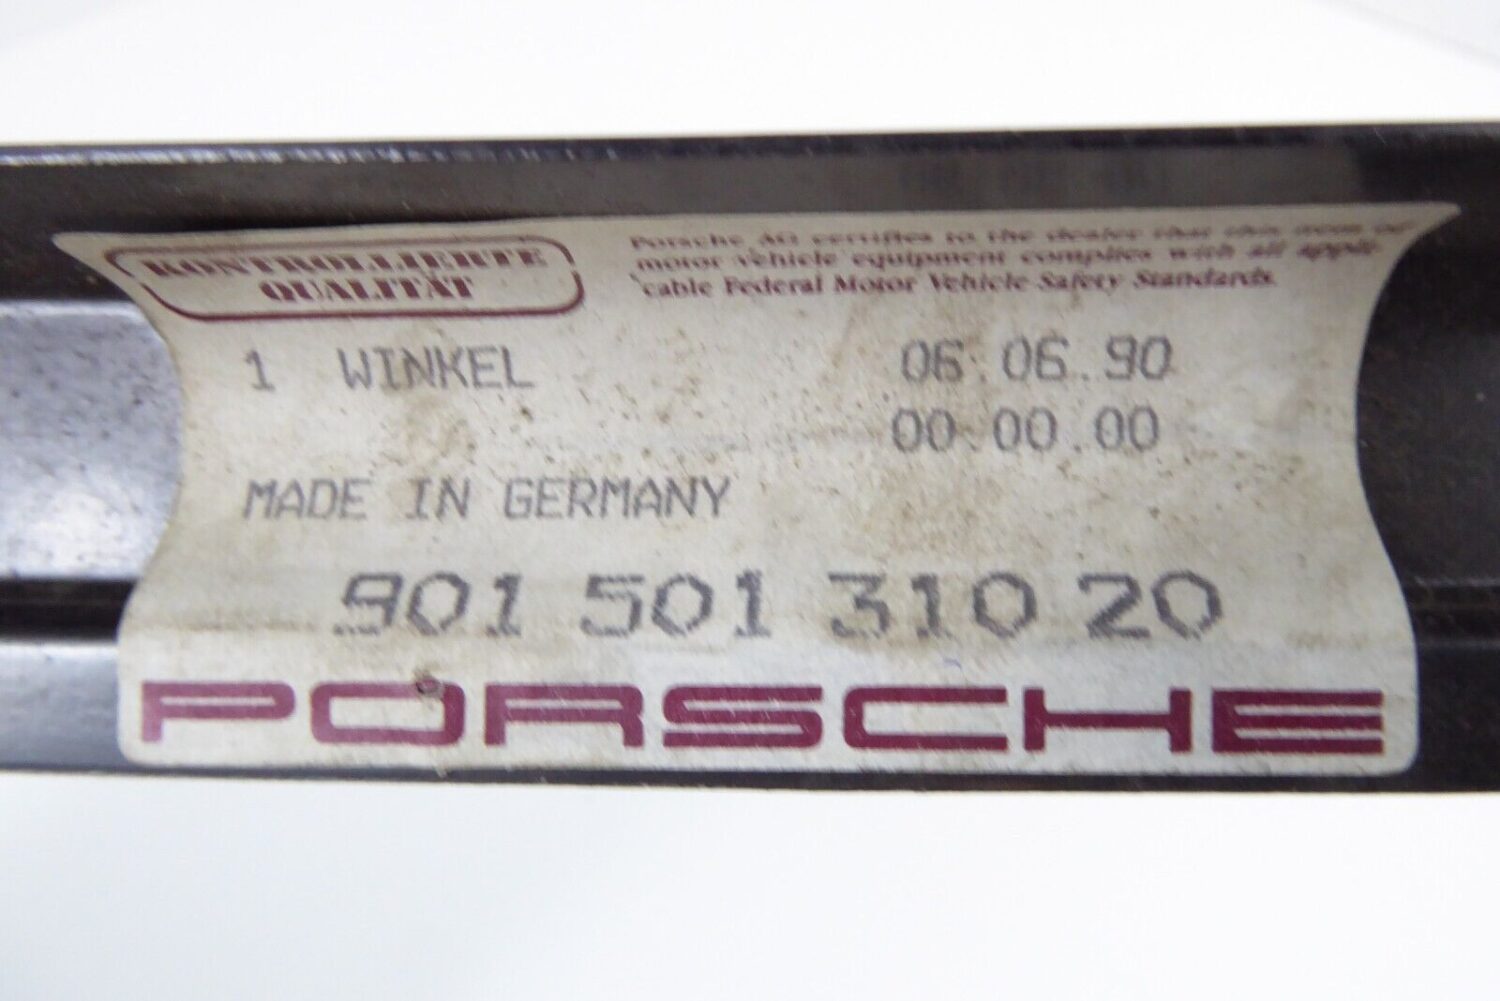 KONTROLLIERTE
QUALITÄT
Porsche AG certifies to the dealer that this item of
motor vehicle equipment complies with all appli-
cable Federal Motor Vehicle Safety Standards.
1 WINKEL 06.06.90
00.00.00
MADE IN GERMANY
901 501 310 20
PORSCHE